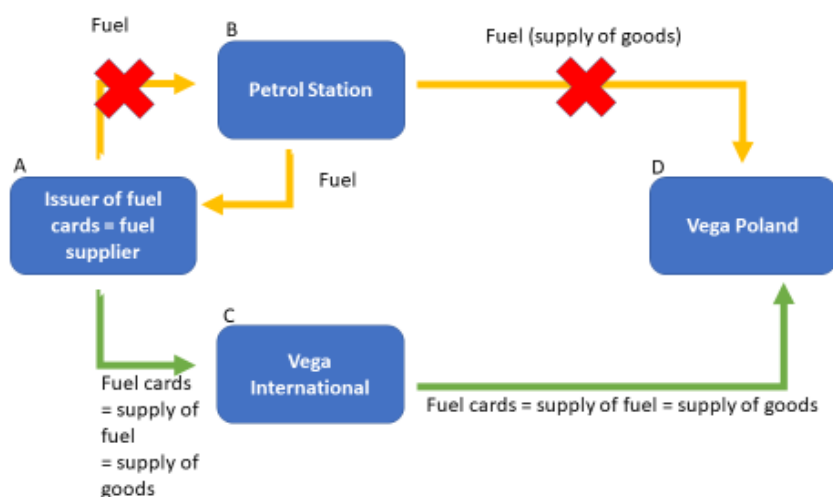 Fuel
B
Fuel (supply of goods)
Petrol Station
A
Fuel
D
Issuer of fuel
cards = fuel
supplier
Vega Poland
C
Vega
International
Fuel cards
= supply of
fuel
= supply of
goods
Fuel cards = supply of fuel = supply of goods